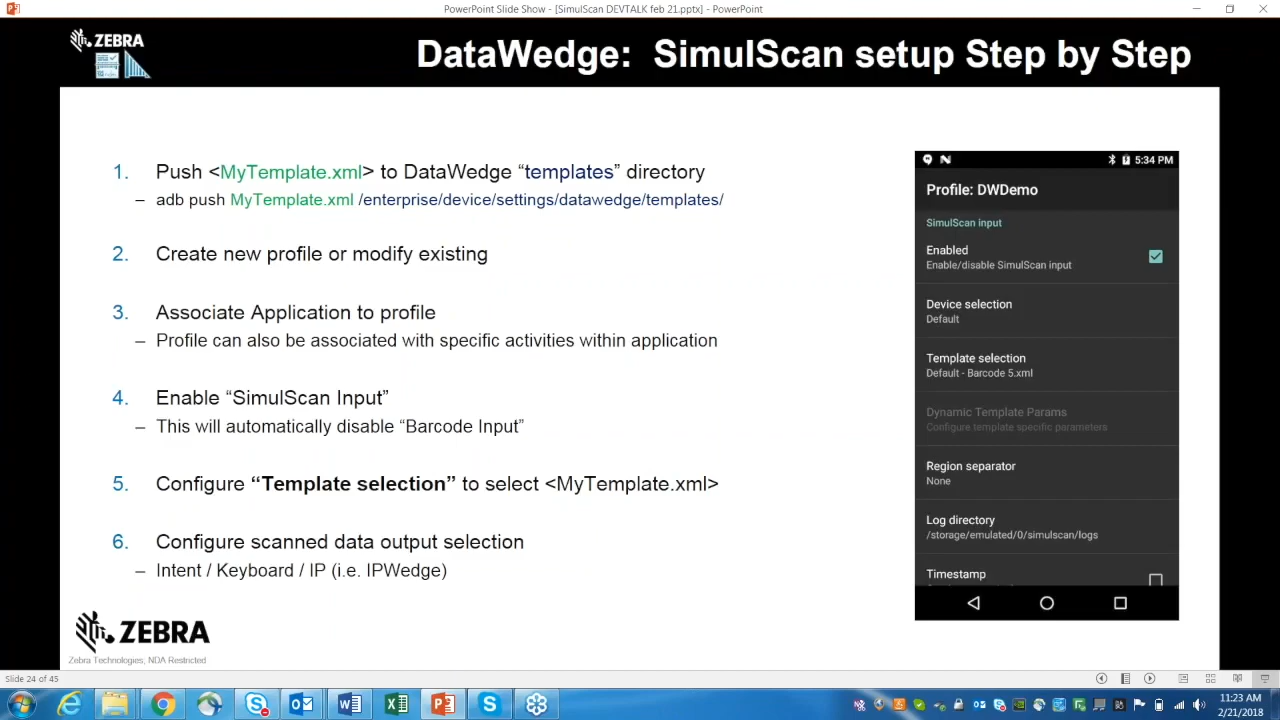 PowerPoint Slide Show - [SimulScan DEVTALK feb 21.pptx] - PowerPoint
ZEBRA
DataWedge: SimulScan setup Step by Step
1. Push <MyTemplate.xml> to DataWedge “templates” directory
– adb push MyTemplate.xml /enterprise/device/settings/datawedge/templates/
2. Create new profile or modify existing
3. Associate Application to profile
– Profile can also be associated with specific activities within application
4. Enable “SimulScan Input”
– This will automatically disable “Barcode Input”
5. Configure “Template selection” to select <MyTemplate.xml>
6. Configure scanned data output selection
– Intent / Keyboard / IP (i.e. IPWedge)
5:34 PM
Profile: DWDemo
SimulScan input
Enabled
Enable/disable SimulScan input
Device selection
Default
Template selection
Default - Barcode 5.xml
Dynamic Template Params
Configure template specific parameters
Region separator
None
Log directory
/storage/emulated/0/simulscan/logs
Timestamp
ZEBRA
Zebra Technologies, NDA Restricted
Slide 24 of 45
11:23 AM
2/21/2018